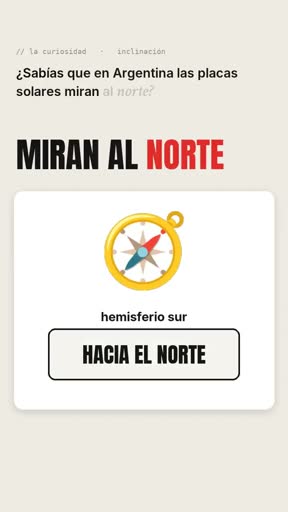 // la curiosidad · inclinación
¿Sabías que en Argentina las placas
solares miran al norte?
MIRAN AL NORTE
hemisferio sur
HACIA EL NORTE